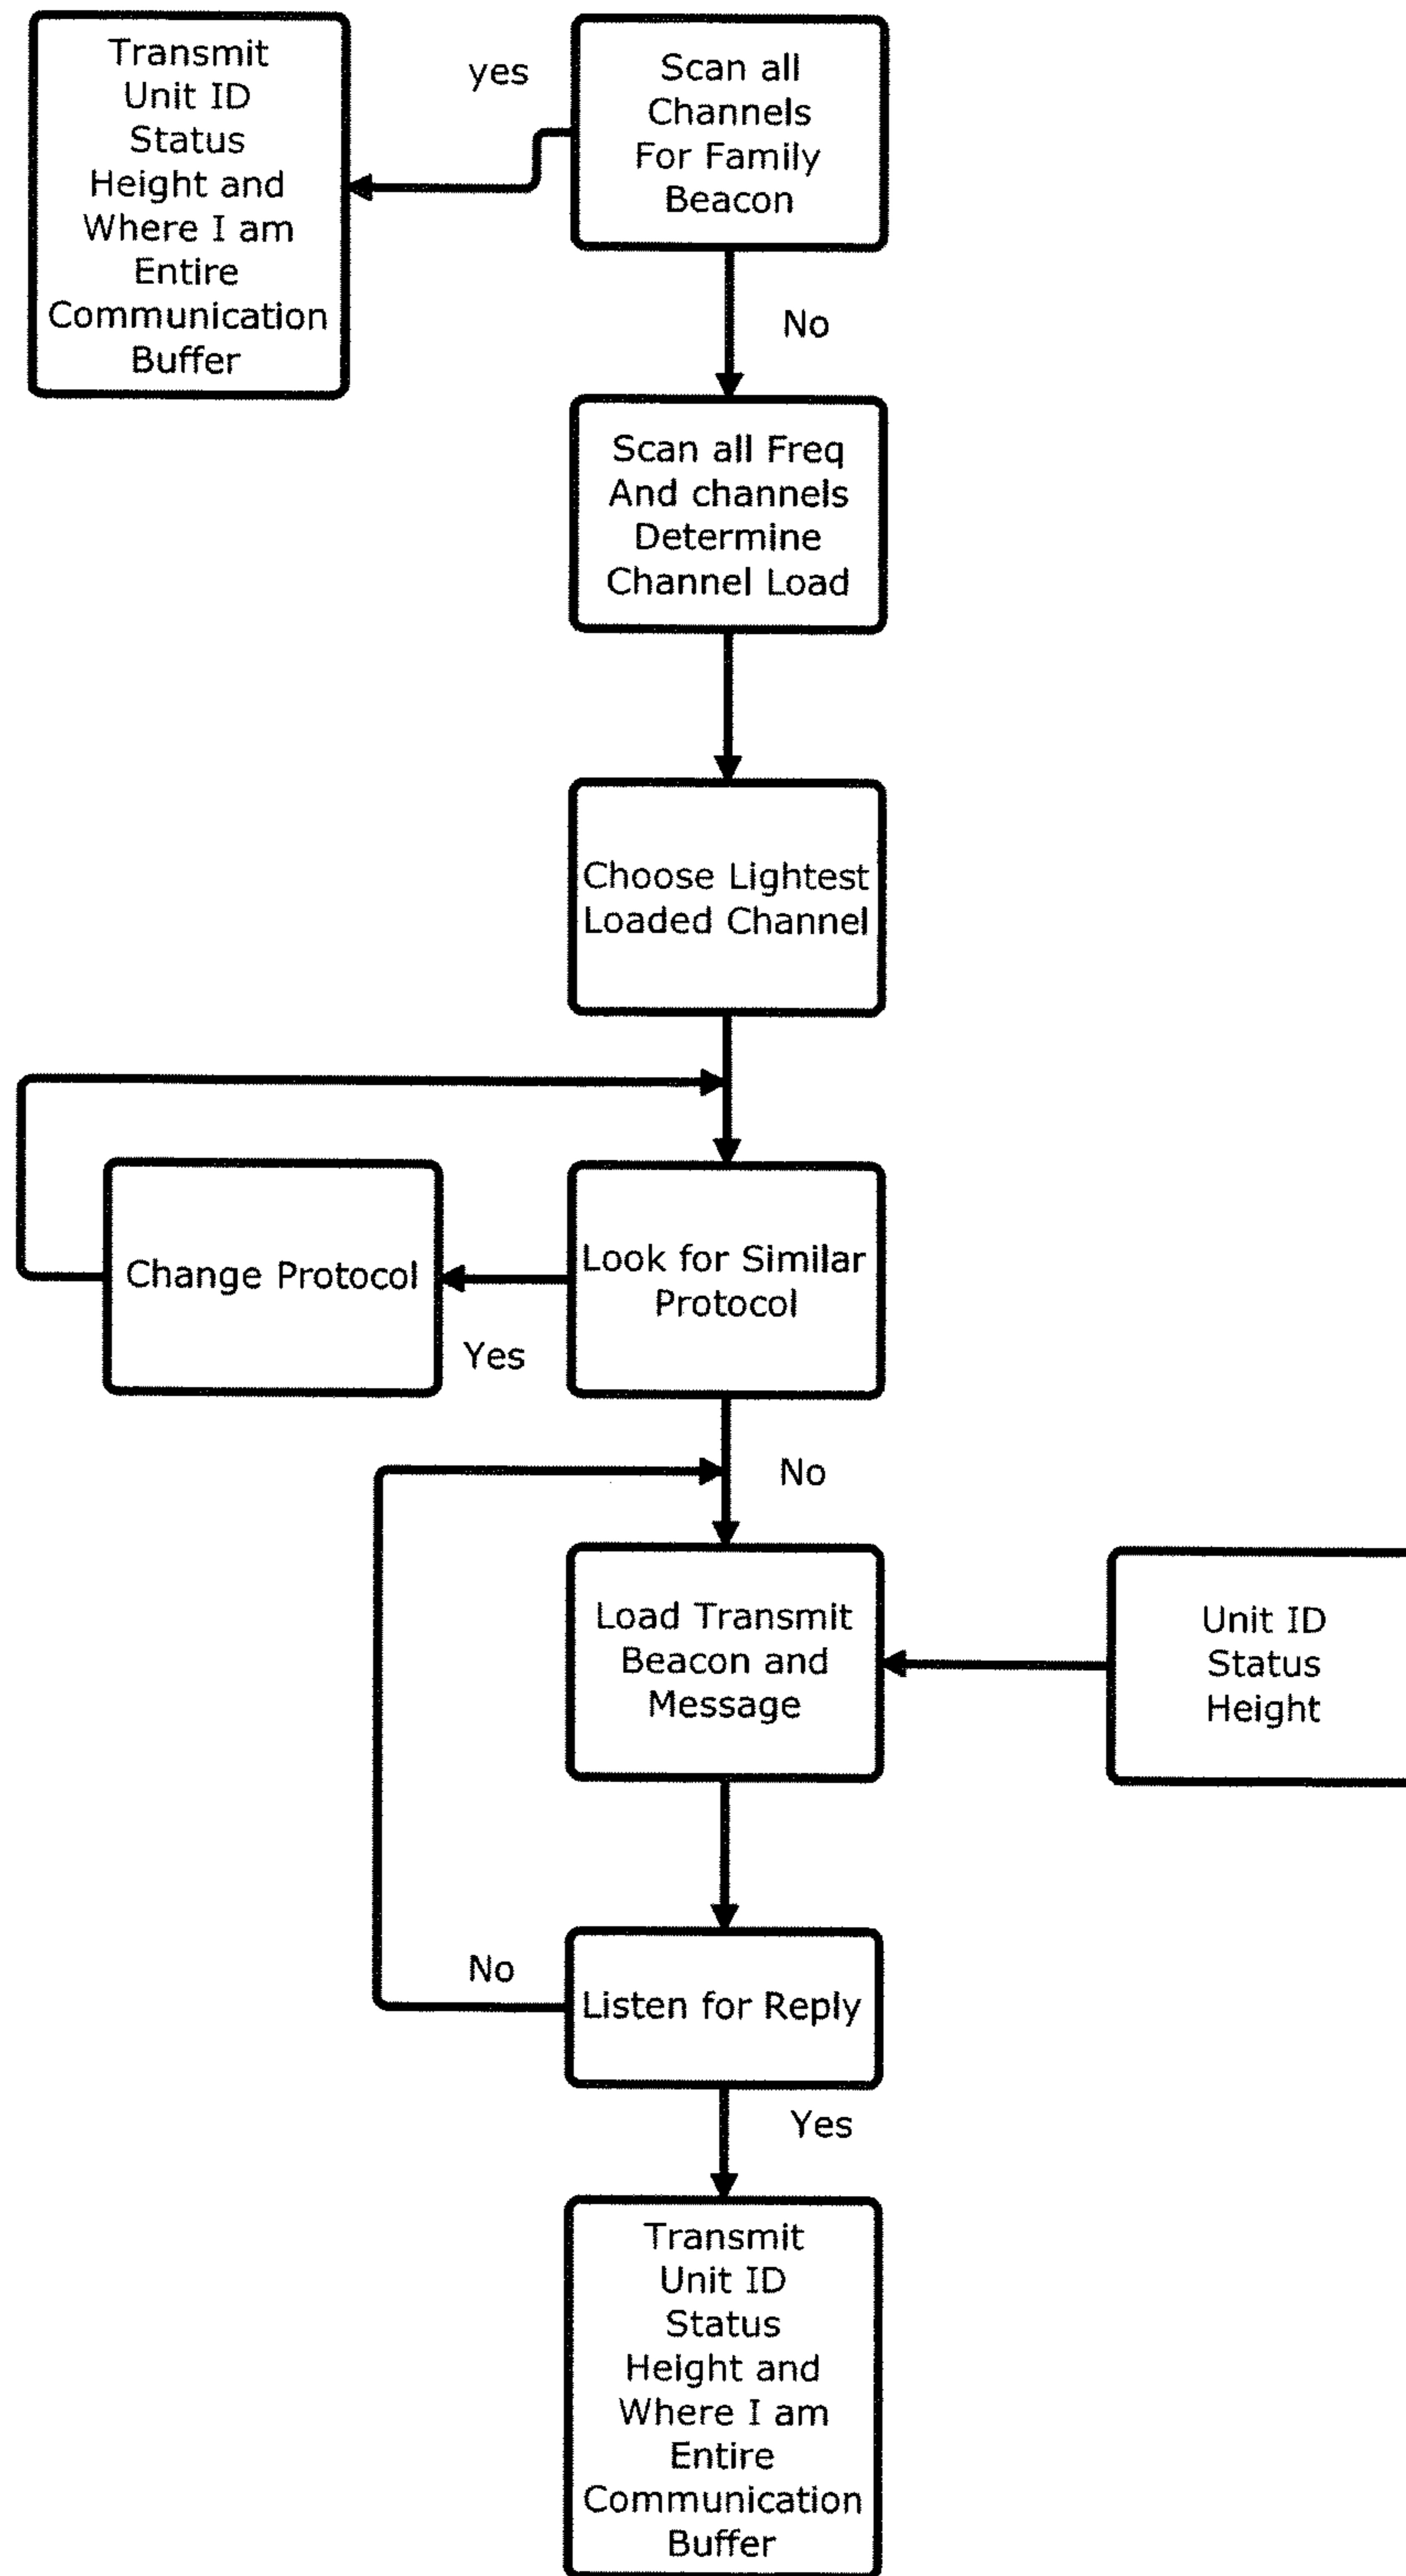 Transmit
Unit ID
Status
Height and
Where I am
Entire
Communication
Buffer
yes
Scan all
Channels
For Family
Beacon
No
Scan all Freq
And channels
Determine
Channel Load
Choose Lightest
Loaded Channel
Change Protocol
Look for Similar
Protocol
Yes
No
Load Transmit
Beacon and
Message
Unit ID
Status
Height
No
Listen for Reply
Yes
Transmit
Unit ID
Status
Height and
Where I am
Entire
Communication
Buffer